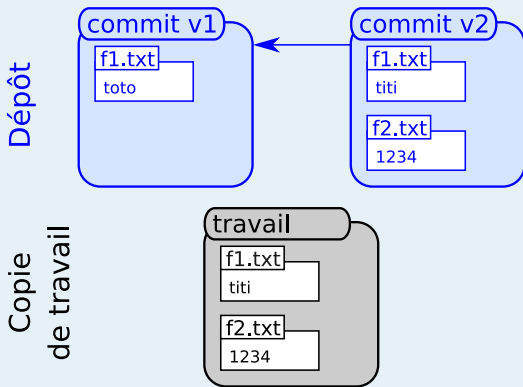 Dépôt
commit v1
f1.txt
toto
commit v2
f1.txt
titi
f2.txt
1234
Copie
de travail
travail
f1.txt
titi
f2.txt
1234